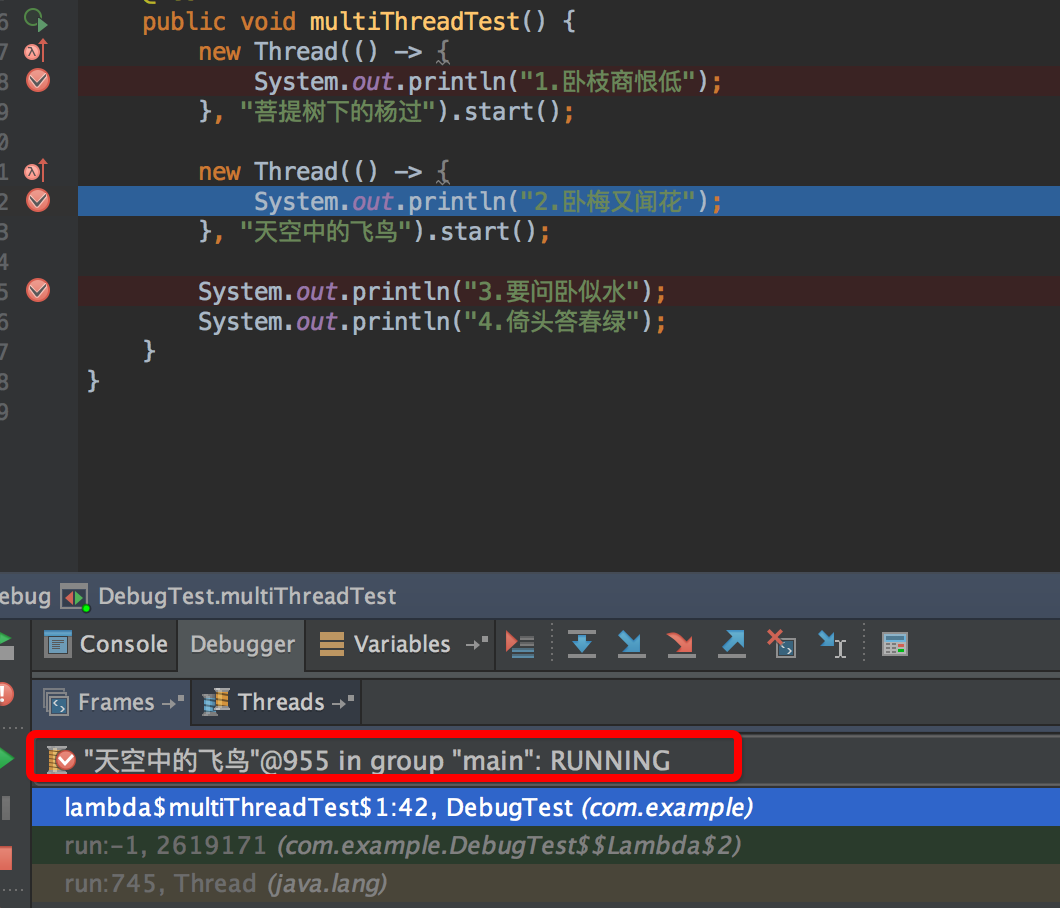 6 public void multiThreadTest() {
7 new Thread(() -> {
8 System.out.println("1.卧枝商恨低");
9 }, "菩提树下的杨过").start();
0
1 new Thread(() -> {
2 System.out.println("2.卧梅又闻花");
3 }, "天空中的飞鸟").start();
4
5 System.out.println("3.要问卧似水");
6 System.out.println("4.倚头答春绿");
7 }
8 }
9
ebug DebugTest.multiThreadTest
Console Debugger Variables
Frames Threads
"天空中的飞鸟"@955 in group "main": RUNNING
lambda$multiThreadTest$1:42, DebugTest (com.example)
run:-1, 2619171 (com.example.DebugTest$$Lambda$2)
run:745, Thread (java.lang)